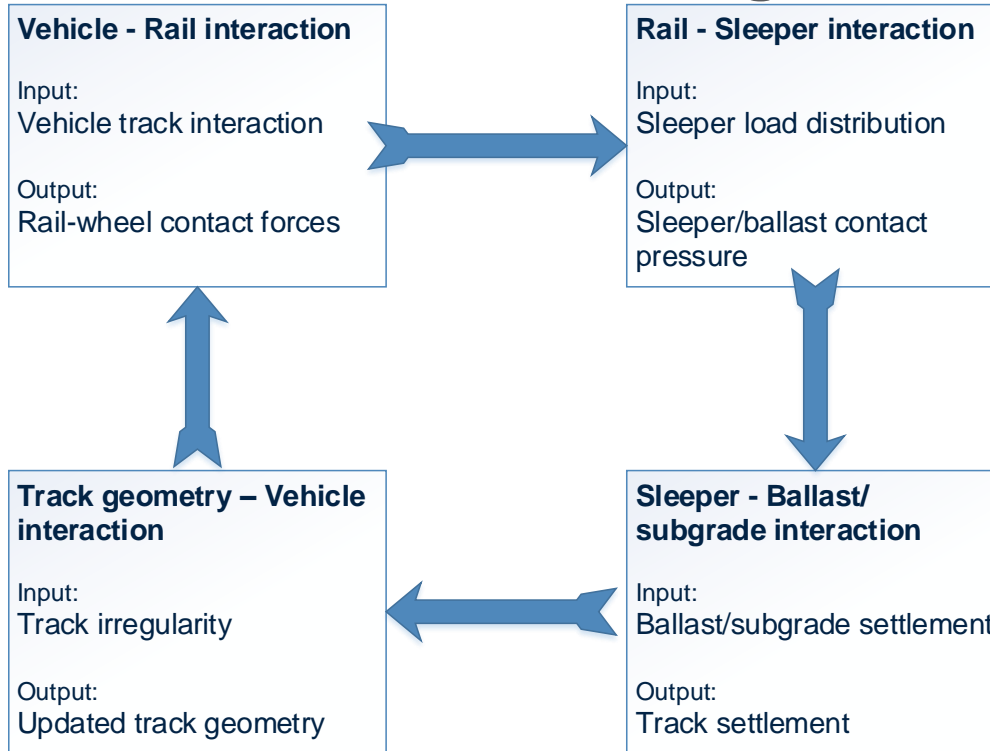 Vehicle - Rail interaction
Input:
Vehicle track interaction
Output:
Rail-wheel contact forces
Rail - Sleeper interaction
Input:
Sleeper load distribution
Output:
Sleeper/ballast contact
pressure
Track geometry – Vehicle
interaction
Input:
Track irregularity
Output:
Updated track geometry
Sleeper - Ballast/
subgrade interaction
Input:
Ballast/subgrade settlement
Output:
Track settlement